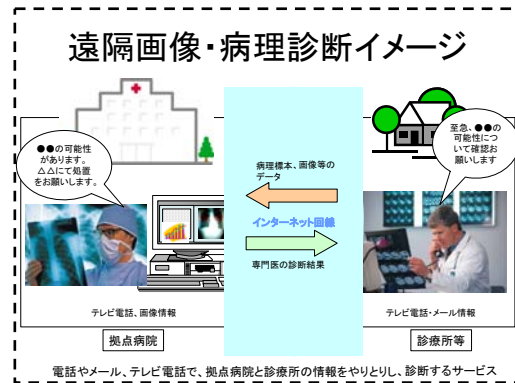 遠隔画像・病理診断イメージ
●●の可能性
があります。
△△にて処置
をお願いします。
至急、●●の
可能性につ
いて確認お
願いします
病理標本、画像等の
データ
インターネット回線
専門医の診断結果
テレビ電話、画像情報
テレビ電話・メール情報
拠点病院
診療所等
電話やメール、テレビ電話で、拠点病院と診療所の情報をやりとりし、診断するサービス